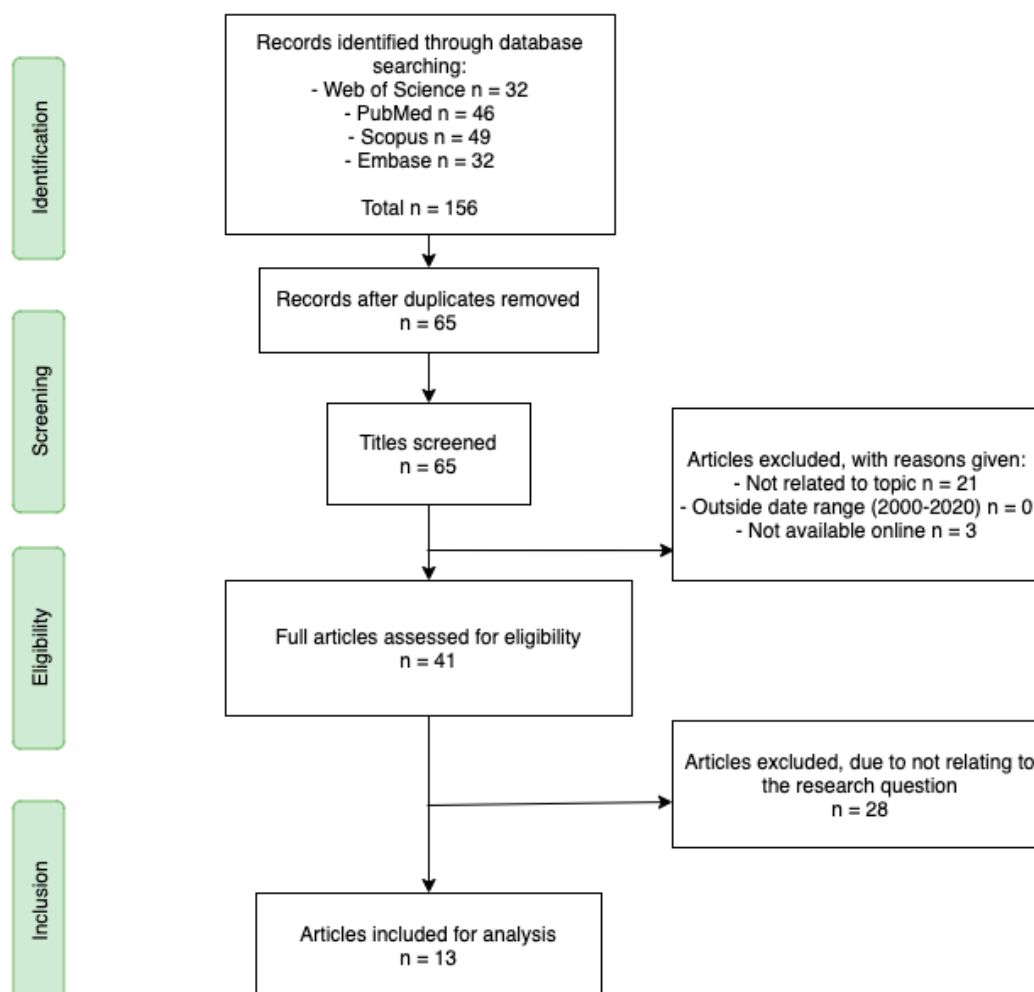 Identification
Records identified through database
searching:
- Web of Science n = 32
- PubMed n = 46
- Scopus n = 49
- Embase n = 32
Total n = 156
Records after duplicates removed
n = 65
Screening
Titles screened
n = 65
Articles excluded, with reasons given:
- Not related to topic n = 21
- Outside date range (2000-2020) n = 0
- Not available online n = 3
Eligibility
Full articles assessed for eligibility
n = 41
Articles excluded, due to not relating to
the research question
n = 28
Inclusion
Articles included for analysis
n = 13